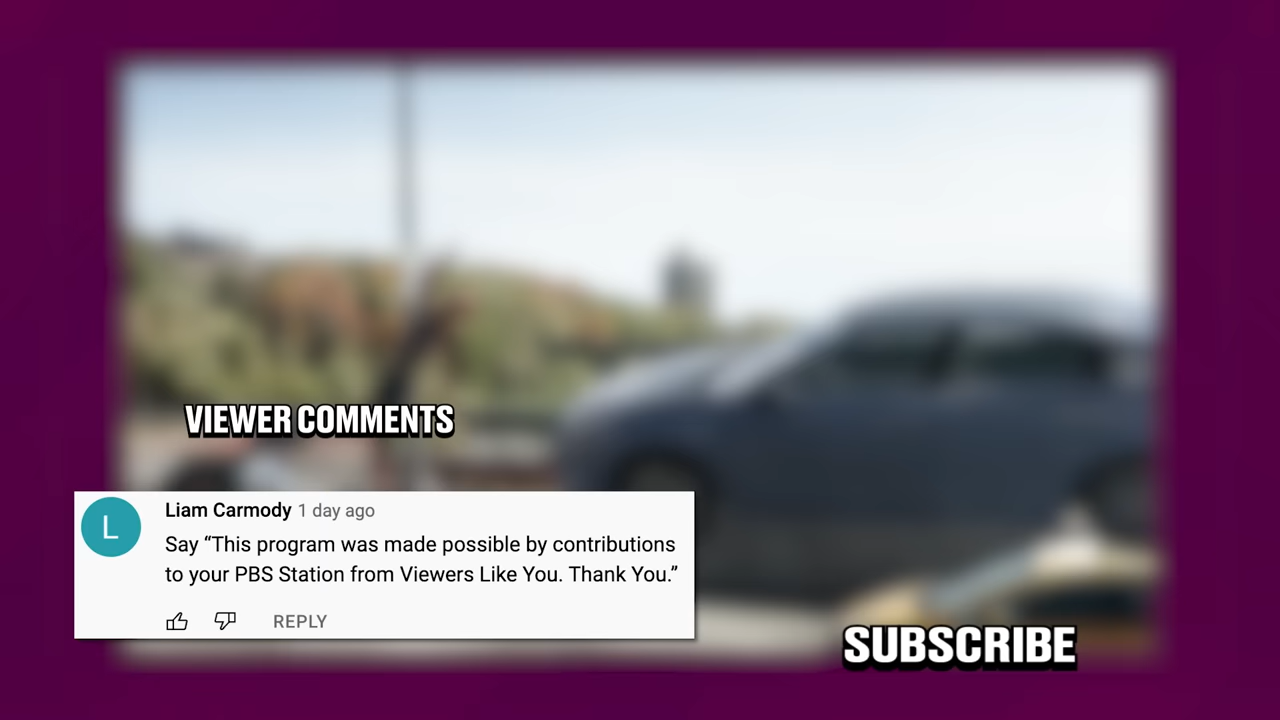 VIEWER COMMENTS
L
Liam Carmody 1 day ago
Say “This program was made possible by contributions
to your PBS Station from Viewers Like You. Thank You.”
REPLY
SUBSCRIBE